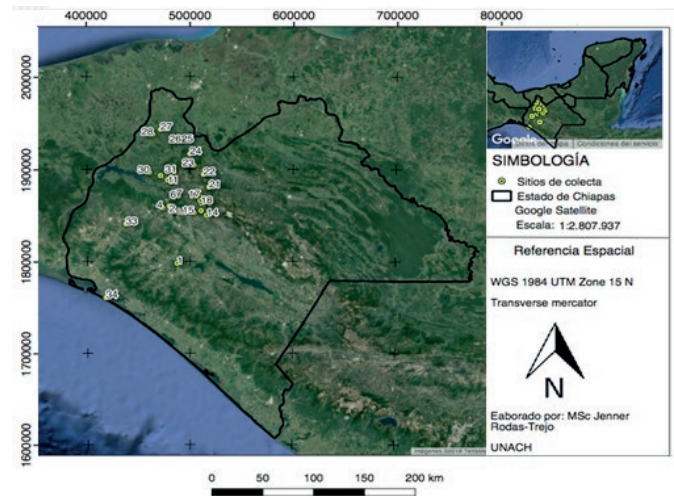 400000 500000 600000 700000 800000
2000000
1900000
1800000
1700000
1600000
27
28
2625
24
30
31
23
22
11
21
67
17
18
4
2
15
14
33
1
34
SIMBOLOGÍA
Sitios de colecta
Estado de Chiapas
Google Satellite
Escala: 1:2.807.937
Referencia Espacial
WGS 1984 UTM Zone 15 N
Transverse mercator
N
Eaborado por: MSc Jenner
Rodas-Trejo
UNACH
0 50 100 150 200 km